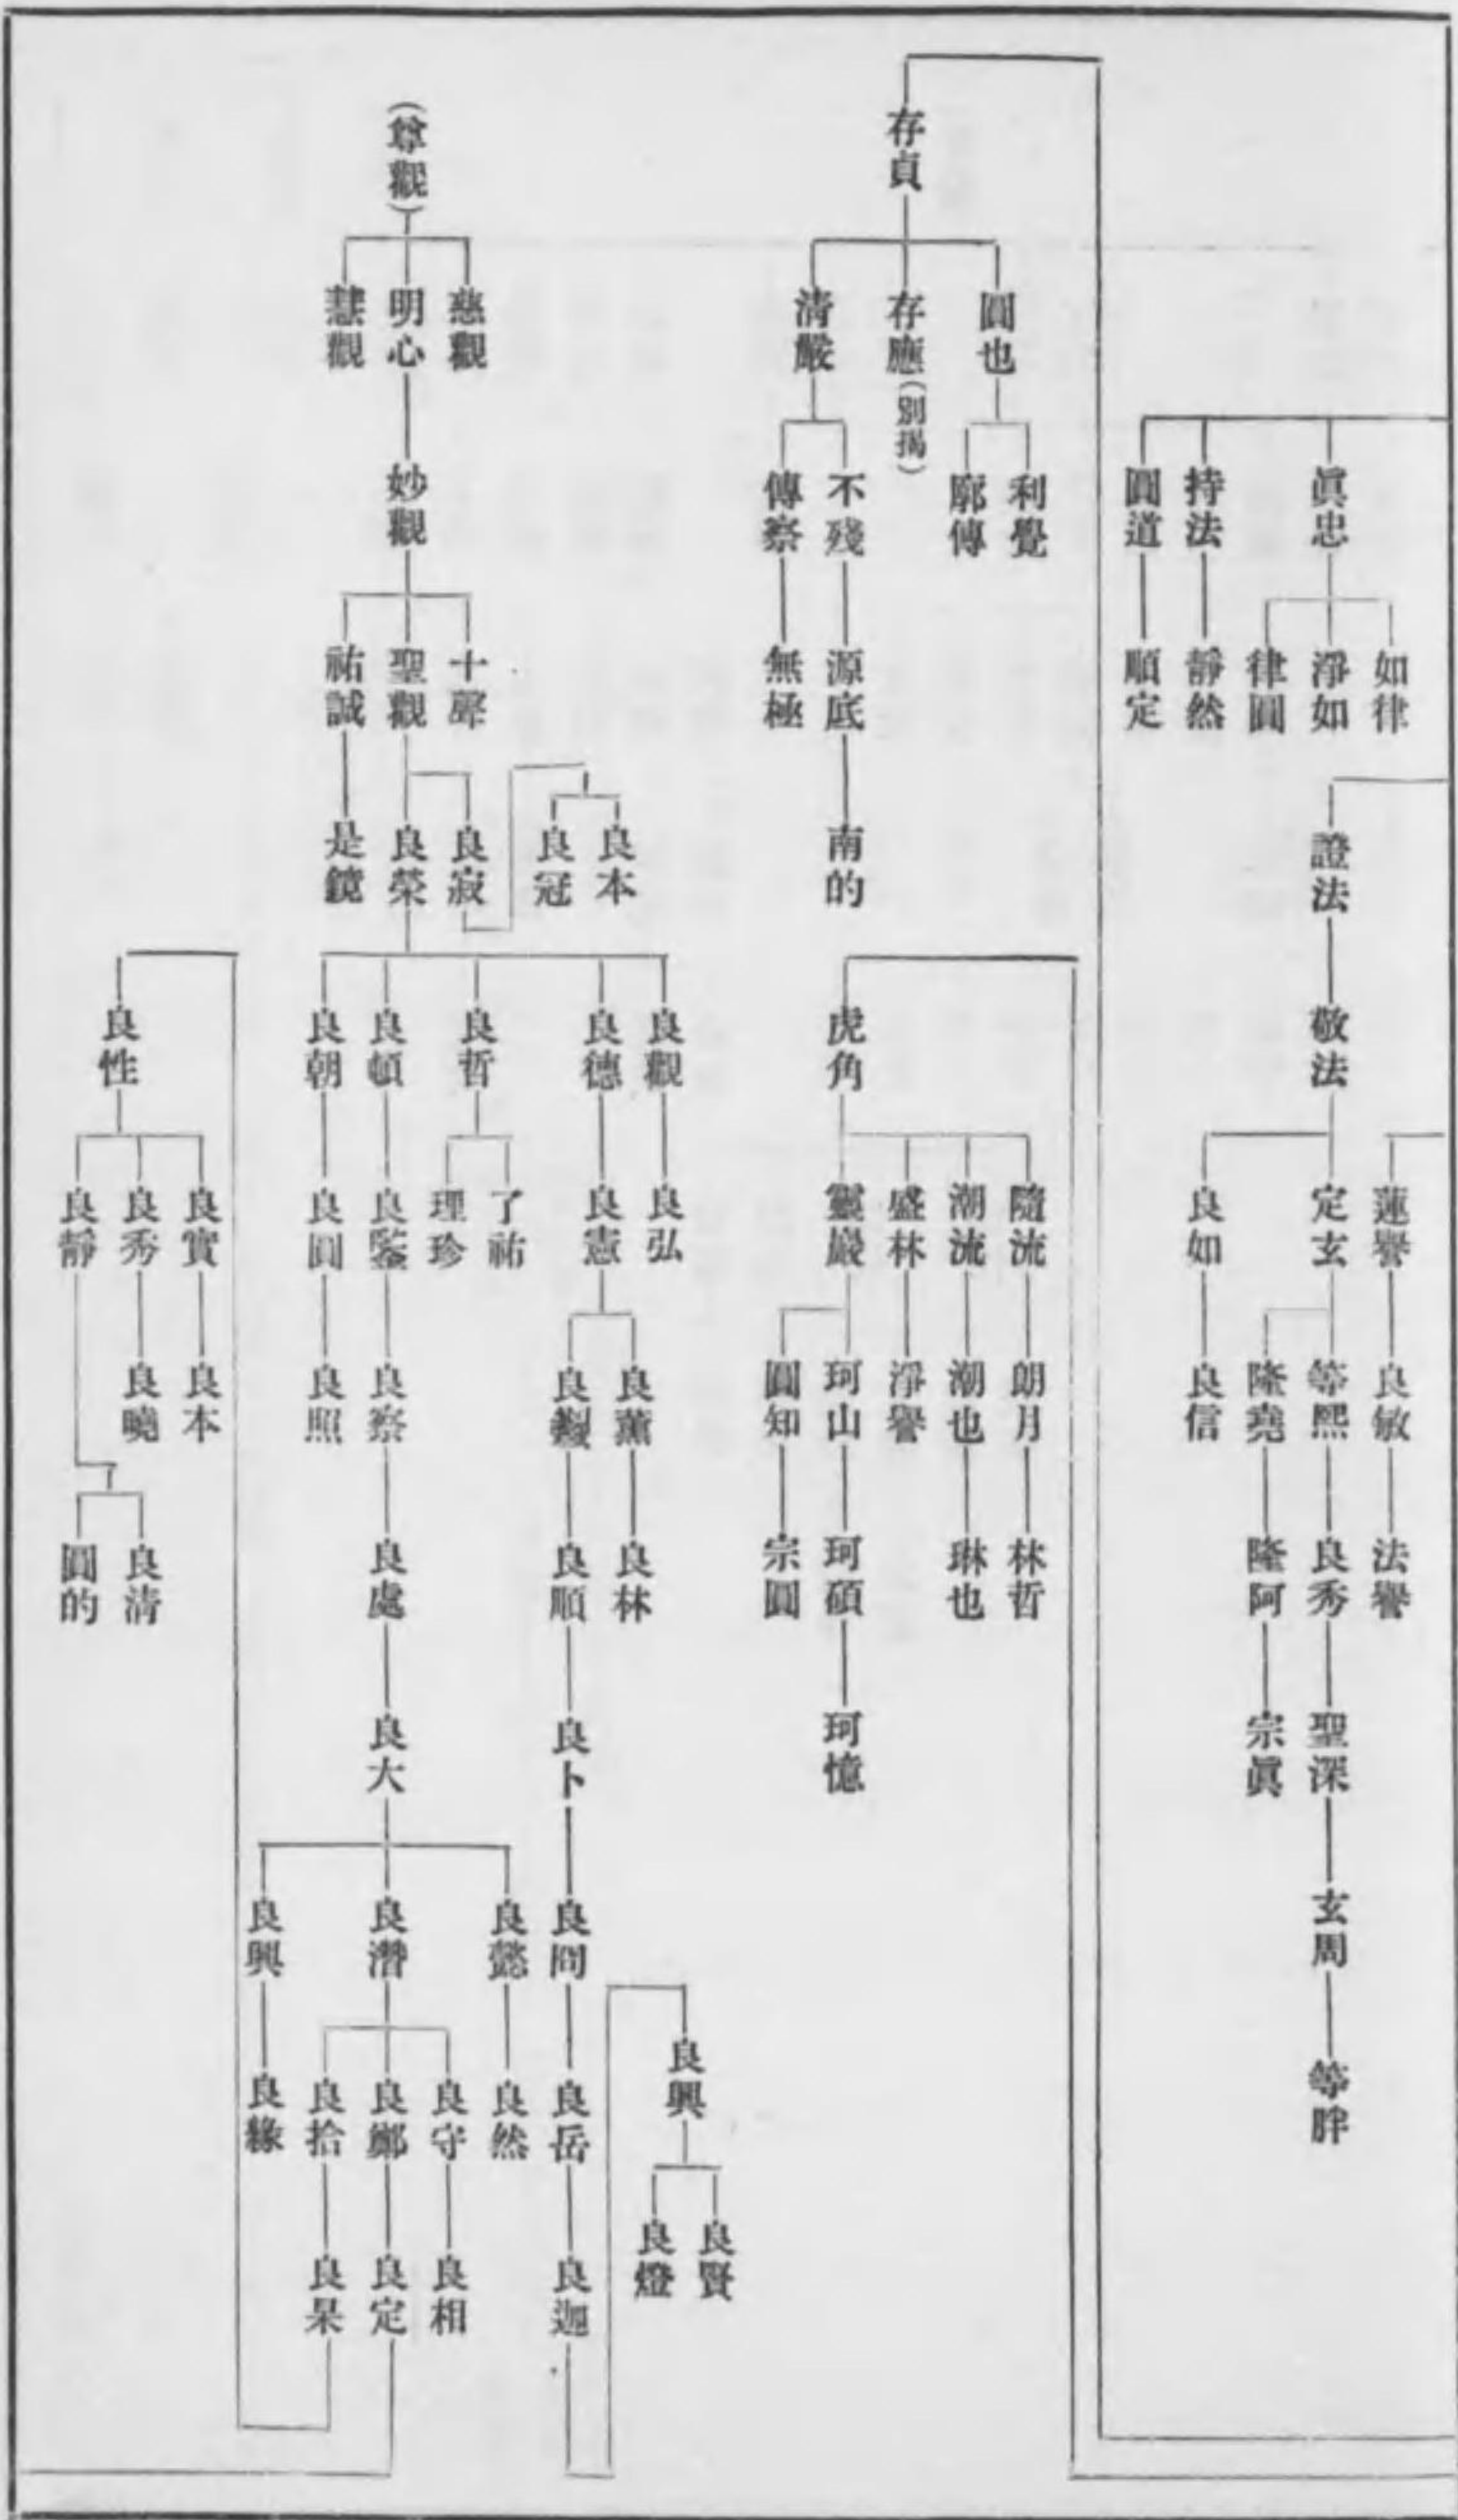 如律
眞忠
淨如
律圓
持法
靜然
圓道
順定
證法
敬法
蓮譽
良敏
法譽
定玄
等熙
良秀
聖深
玄周
等胖
隆堯
隆阿
宗眞
良如
良信
存貞
圓也
利覺
廓傳
存應(別揭)
清嚴
不殘
源底
南的
傳察
無極
虎角
隨流
朗月
林哲
潮流
潮也
琳也
盛林
淨譽
靈巖
珂山
珂碩
珂憶
圓知
宗圓
(尊觀)
慈觀
明心
慧觀
妙觀
十聲
聖觀
祐誠
是鏡
良寂
良本
良冠
良榮
良觀
良弘
良德
良憲
良薰
良林
良順
良卜
良問
良岳
良迦
良興
良賢
良燈
良哲
了祐
理珍
良頓
良鑒
良察
良處
良大
良懿
良然
良潛
良守
良相
良鄭
良定
良拾
良杲
良興
良緣
良朝
良圓
良照
良性
良實
良本
良秀
良曉
良靜
良清
圓的